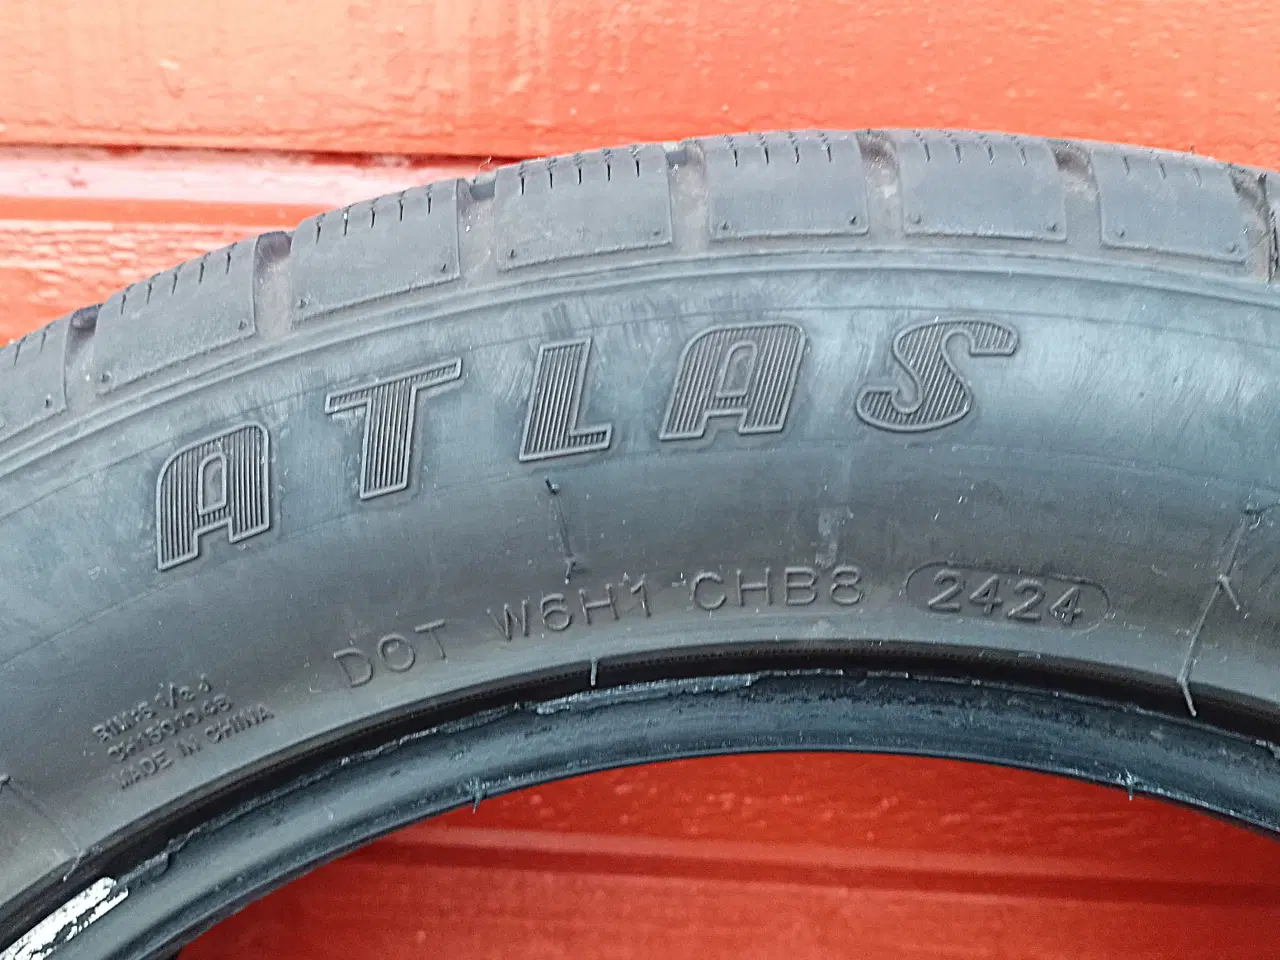 ATLAS
DOT W6H1 CHB8 2424
MADE IN CHINA